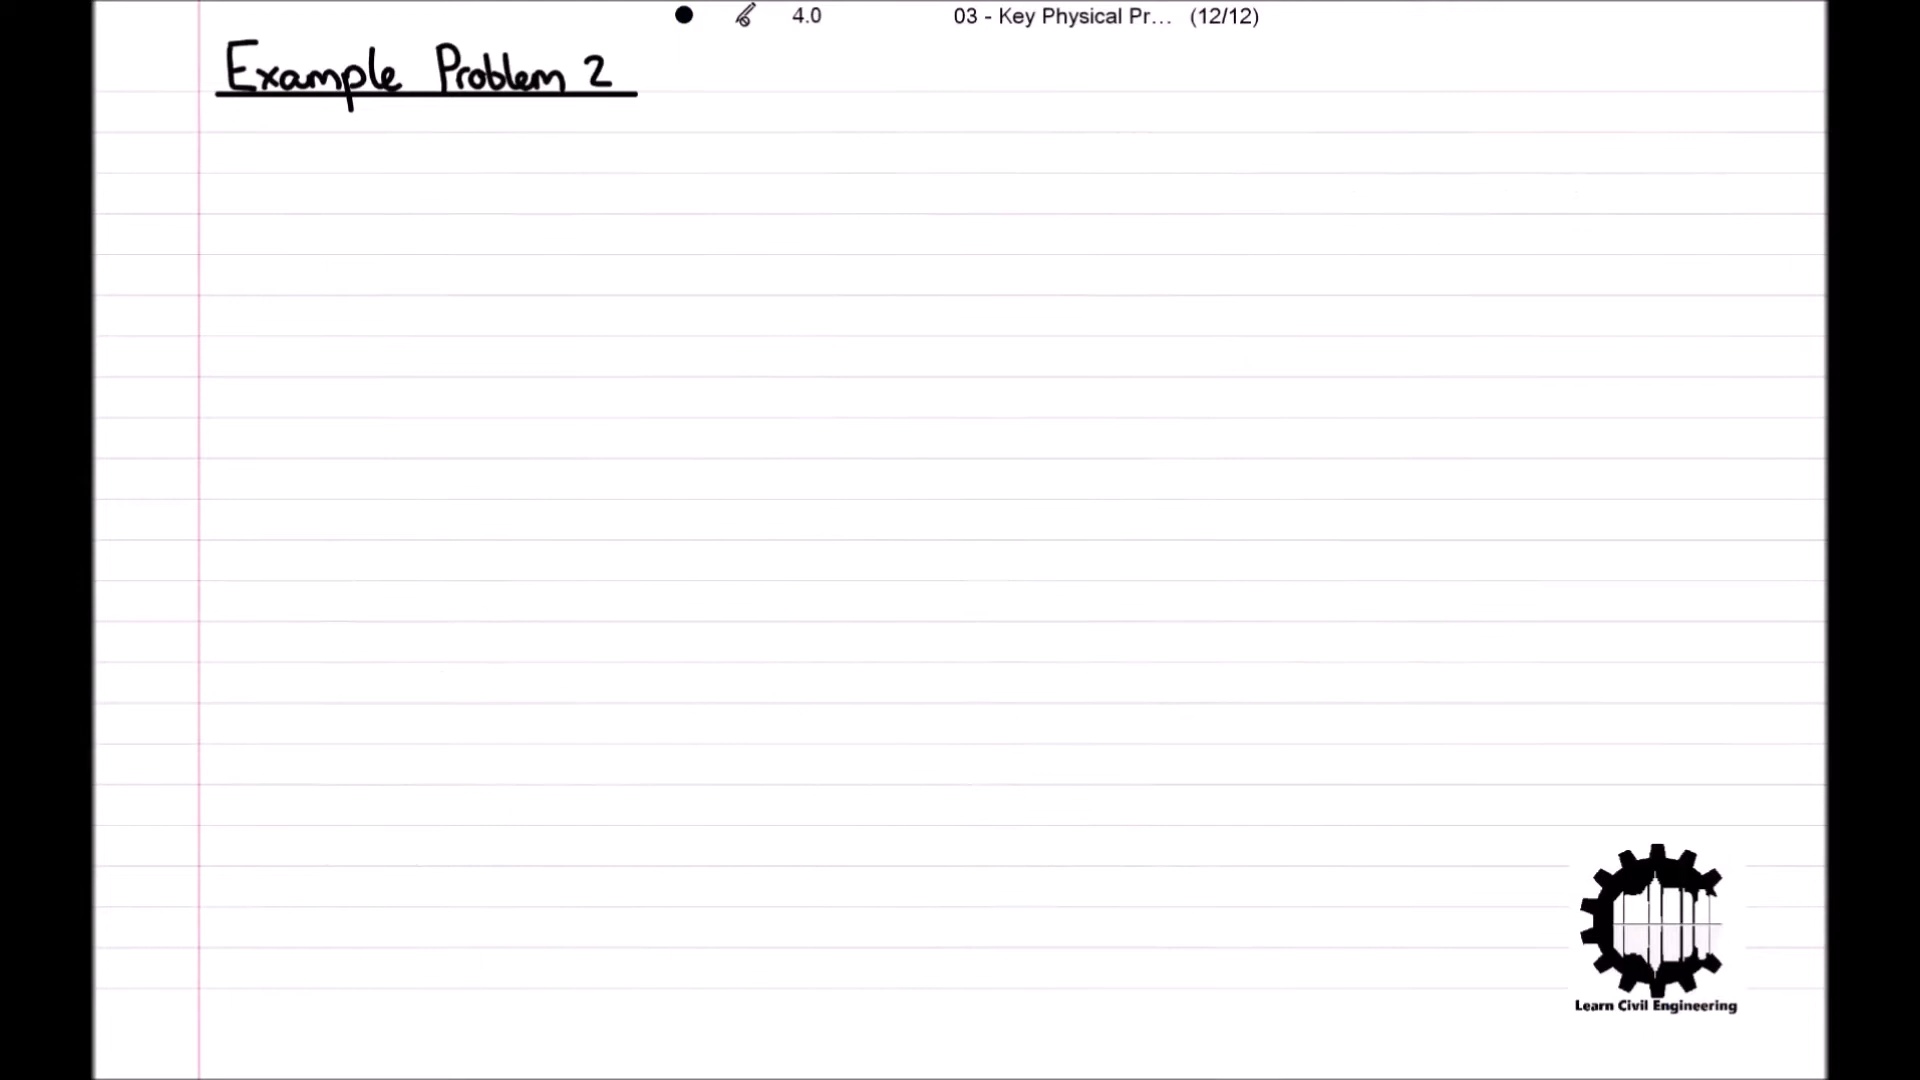 4.0 03 - Key Physical Pr... (12/12)
Example Problem 2
Learn Civil Engineering